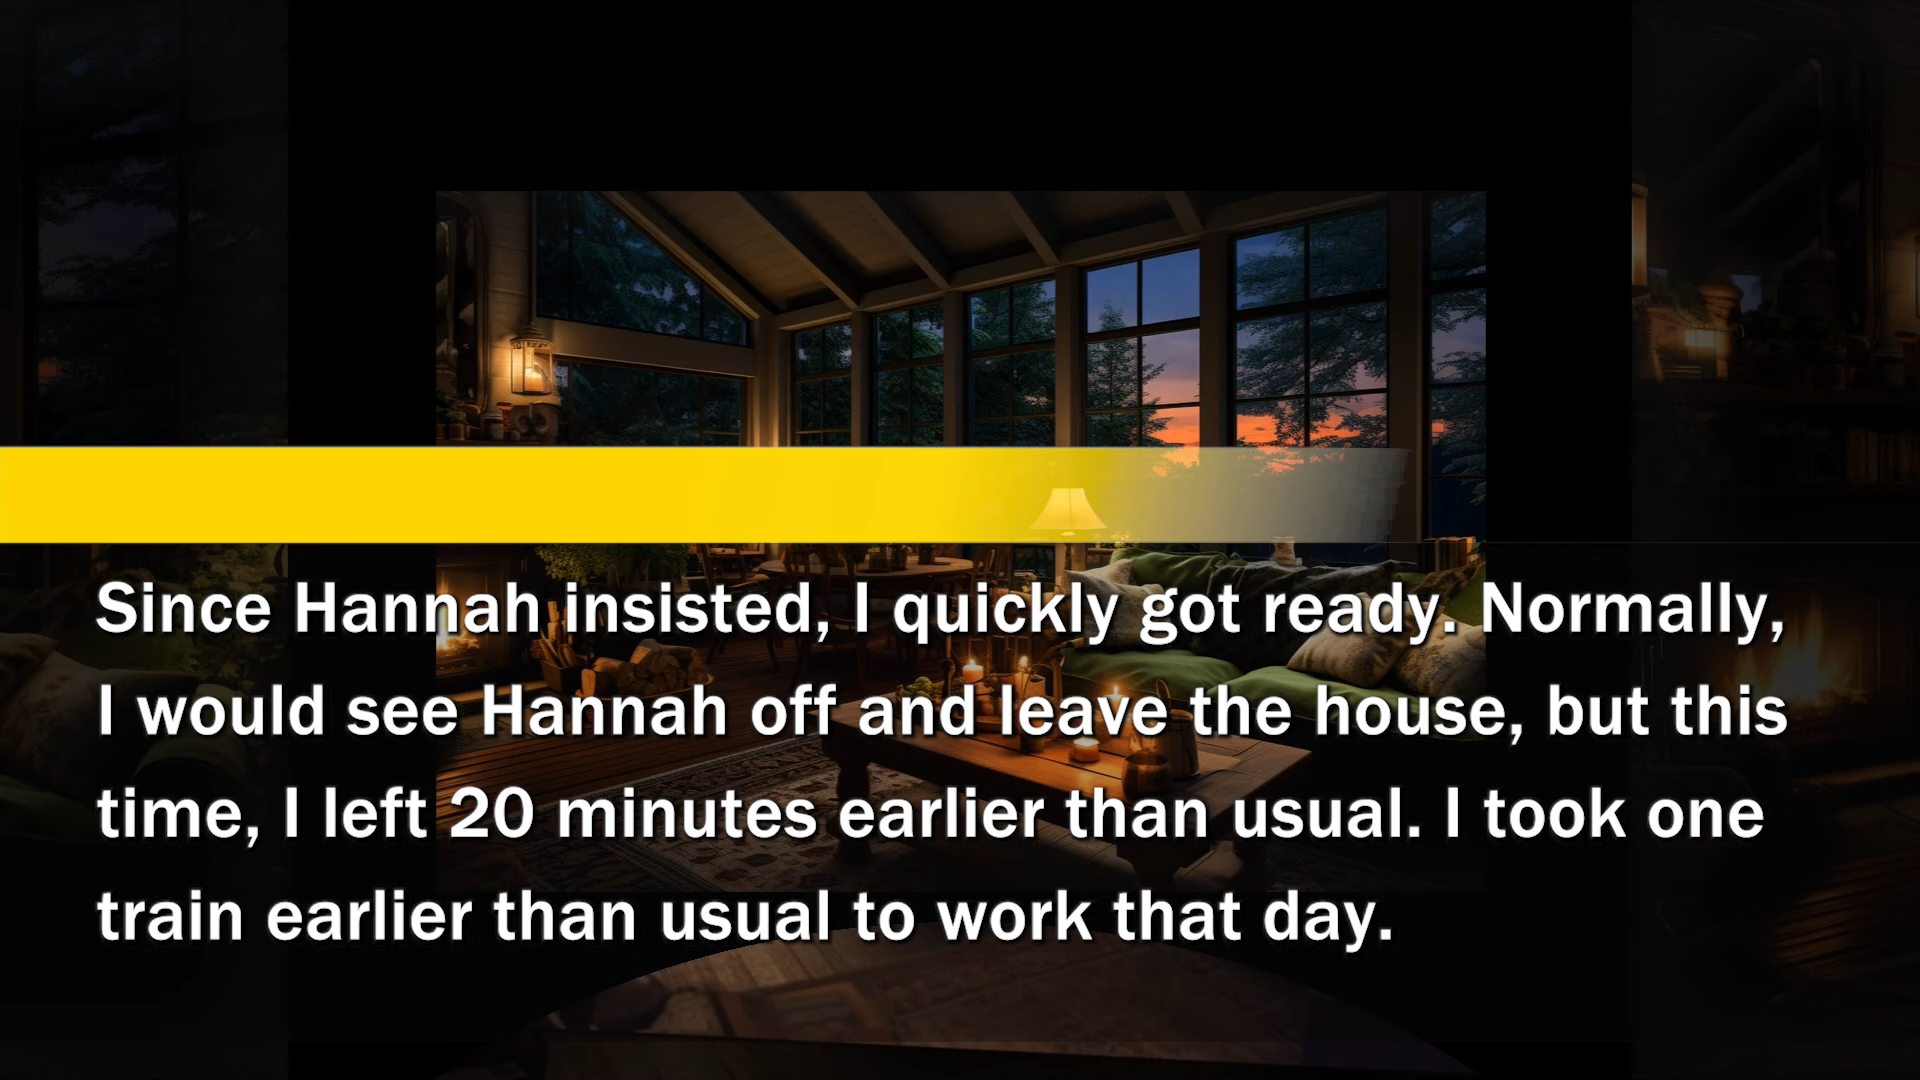 Since Hannah insisted, I quickly got ready. Normally,
I would see Hannah off and leave the house, but this
time, I left 20 minutes earlier than usual. I took one
train earlier than usual to work that day.